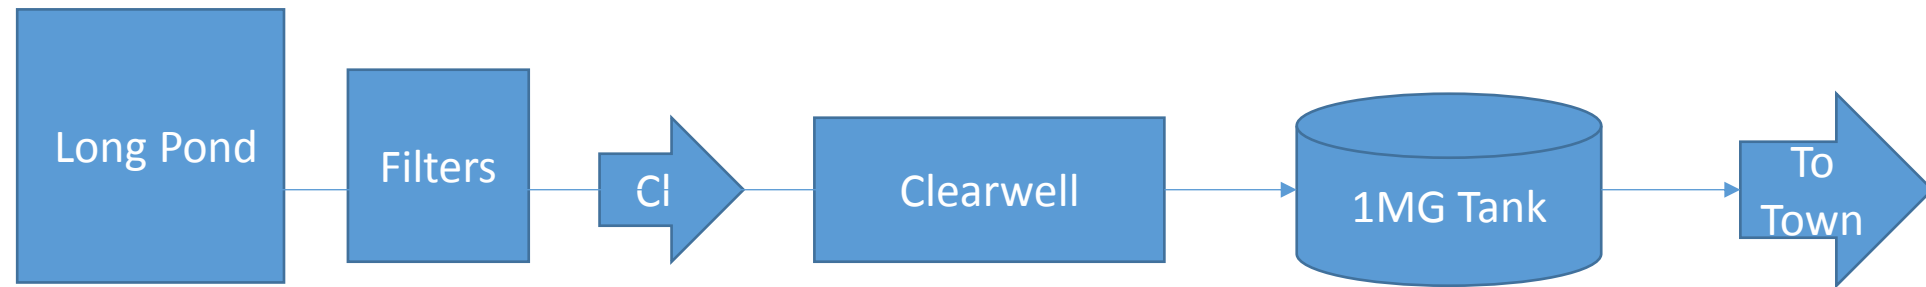 Long Pond
Filters
Cl
Clearwell
1MG Tank
To
Town